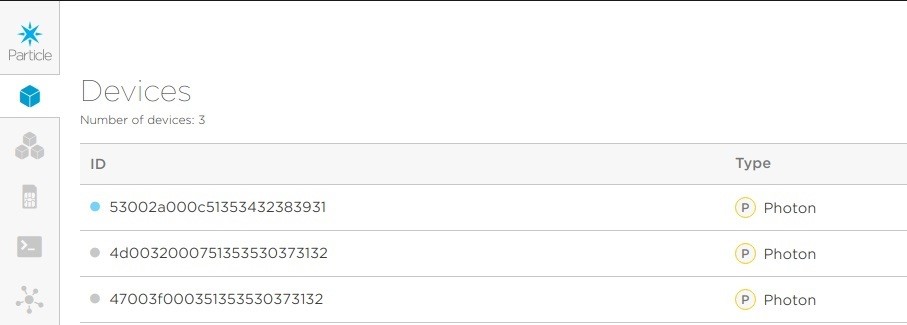 Particle
Devices
Number of devices: 3
ID Type
53002a000c51353432383931 P Photon
4d0032000751353530373132 P Photon
47003f000351353530373132 P Photon